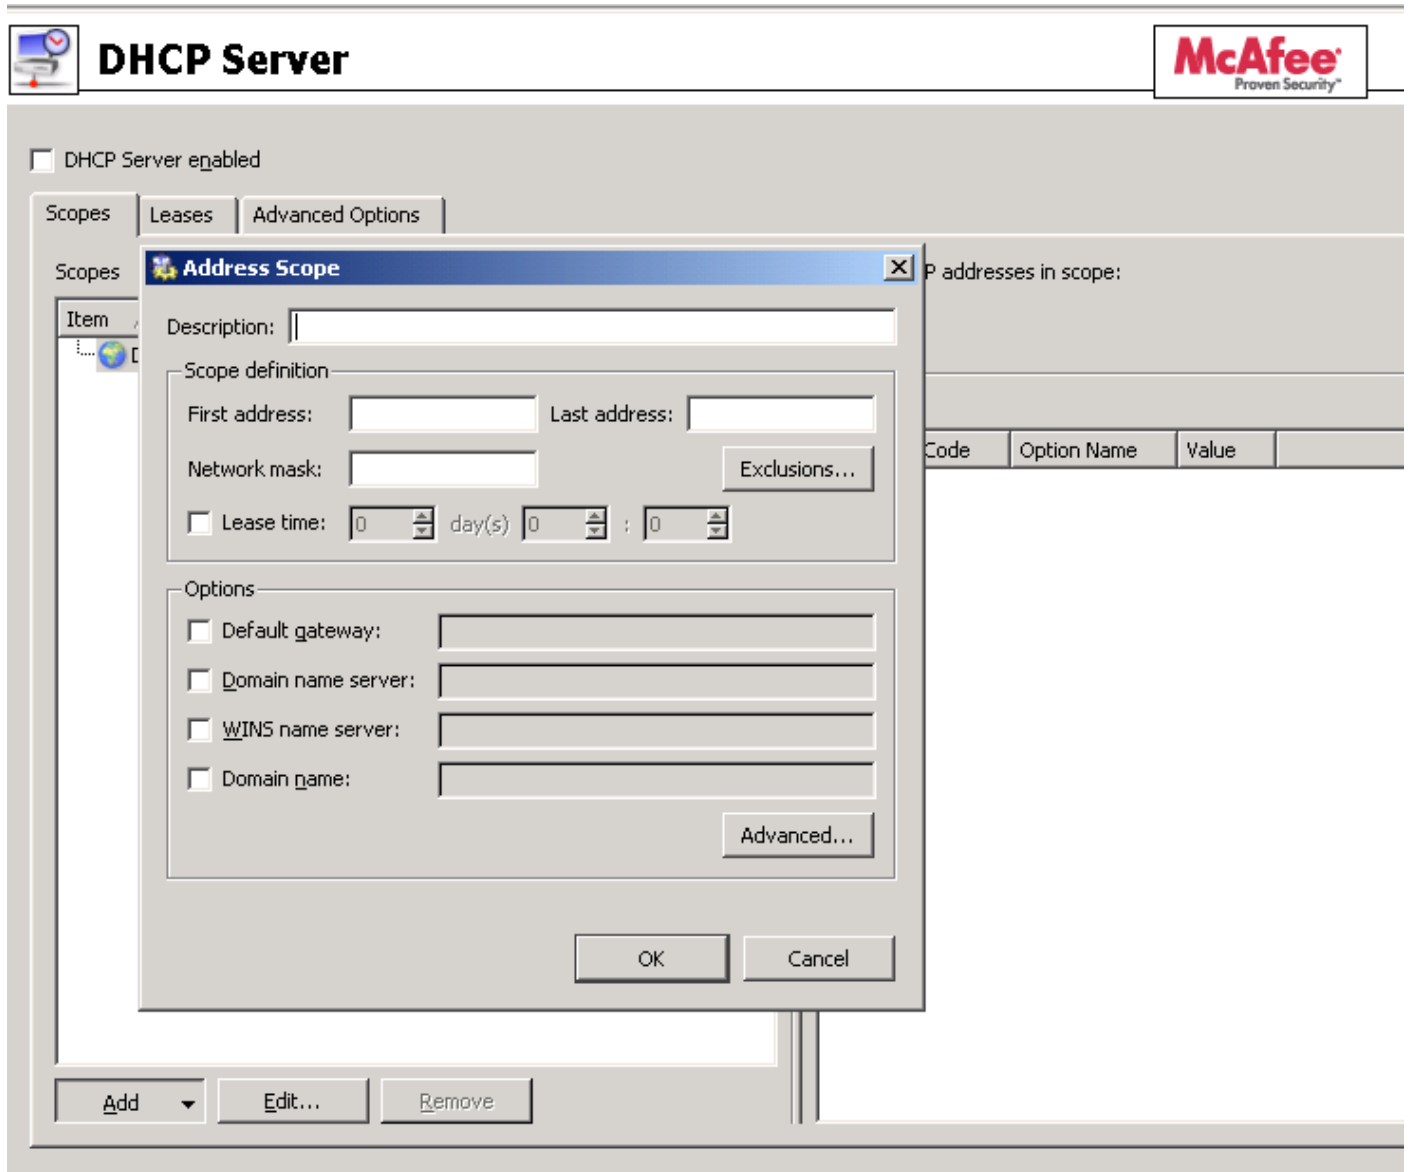 DHCP Server
McAfee
Proven Security™
DHCP Server enabled
Scopes
Leases
Advanced Options
Scopes
Address Scope
P addresses in scope:
Item
Description:
Scope definition
First address:
Last address:
Code
Option Name
Value
Network mask:
Exclusions...
Lease time:
0
day(s)
0
:
0
Options
Default gateway:
Domain name server:
WINS name server:
Domain name:
Advanced...
OK
Cancel
Add
Edit...
Remove